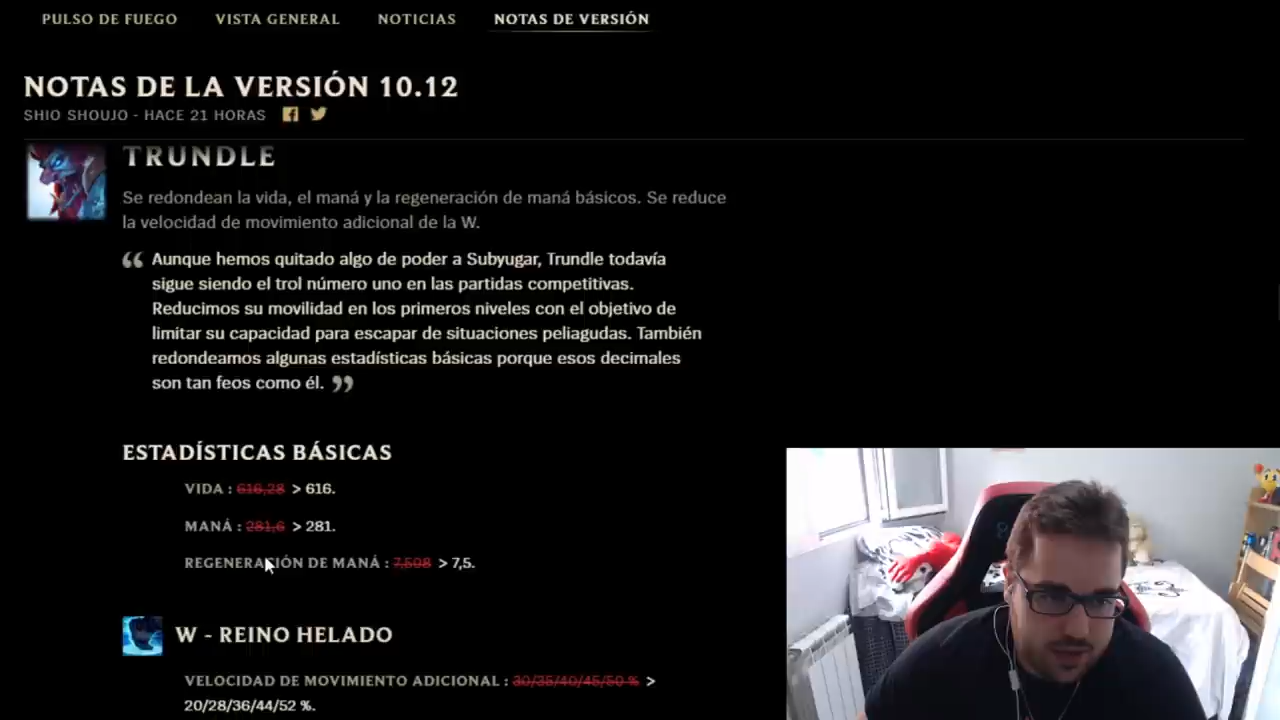 PULSO DE FUEGO VISTA GENERAL NOTICIAS NOTAS DE VERSIÓN
NOTAS DE LA VERSIÓN 10.12
SHIO SHOUJO - HACE 21 HORAS
TRUNDLE
Se redondean la vida, el maná y la regeneración de maná básicos. Se reduce
la velocidad de movimiento adicional de la W.
“ Aunque hemos quitado algo de poder a Subyugar, Trundle todavía
sigue siendo el trol número uno en las partidas competitivas.
Reducimos su movilidad en los primeros niveles con el objetivo de
limitar su capacidad para escapar de situaciones peliagudas. También
redondeamos algunas estadísticas básicas porque esos decimales
son tan feos como él. ”
ESTADÍSTICAS BÁSICAS
VIDA : 616,28 > 616.
MANÁ : 281,6 > 281.
REGENERACIÓN DE MANÁ : 7,508 > 7,5.
W - REINO HELADO
VELOCIDAD DE MOVIMIENTO ADICIONAL : 30/35/40/45/50 % >
20/28/36/44/52 %.